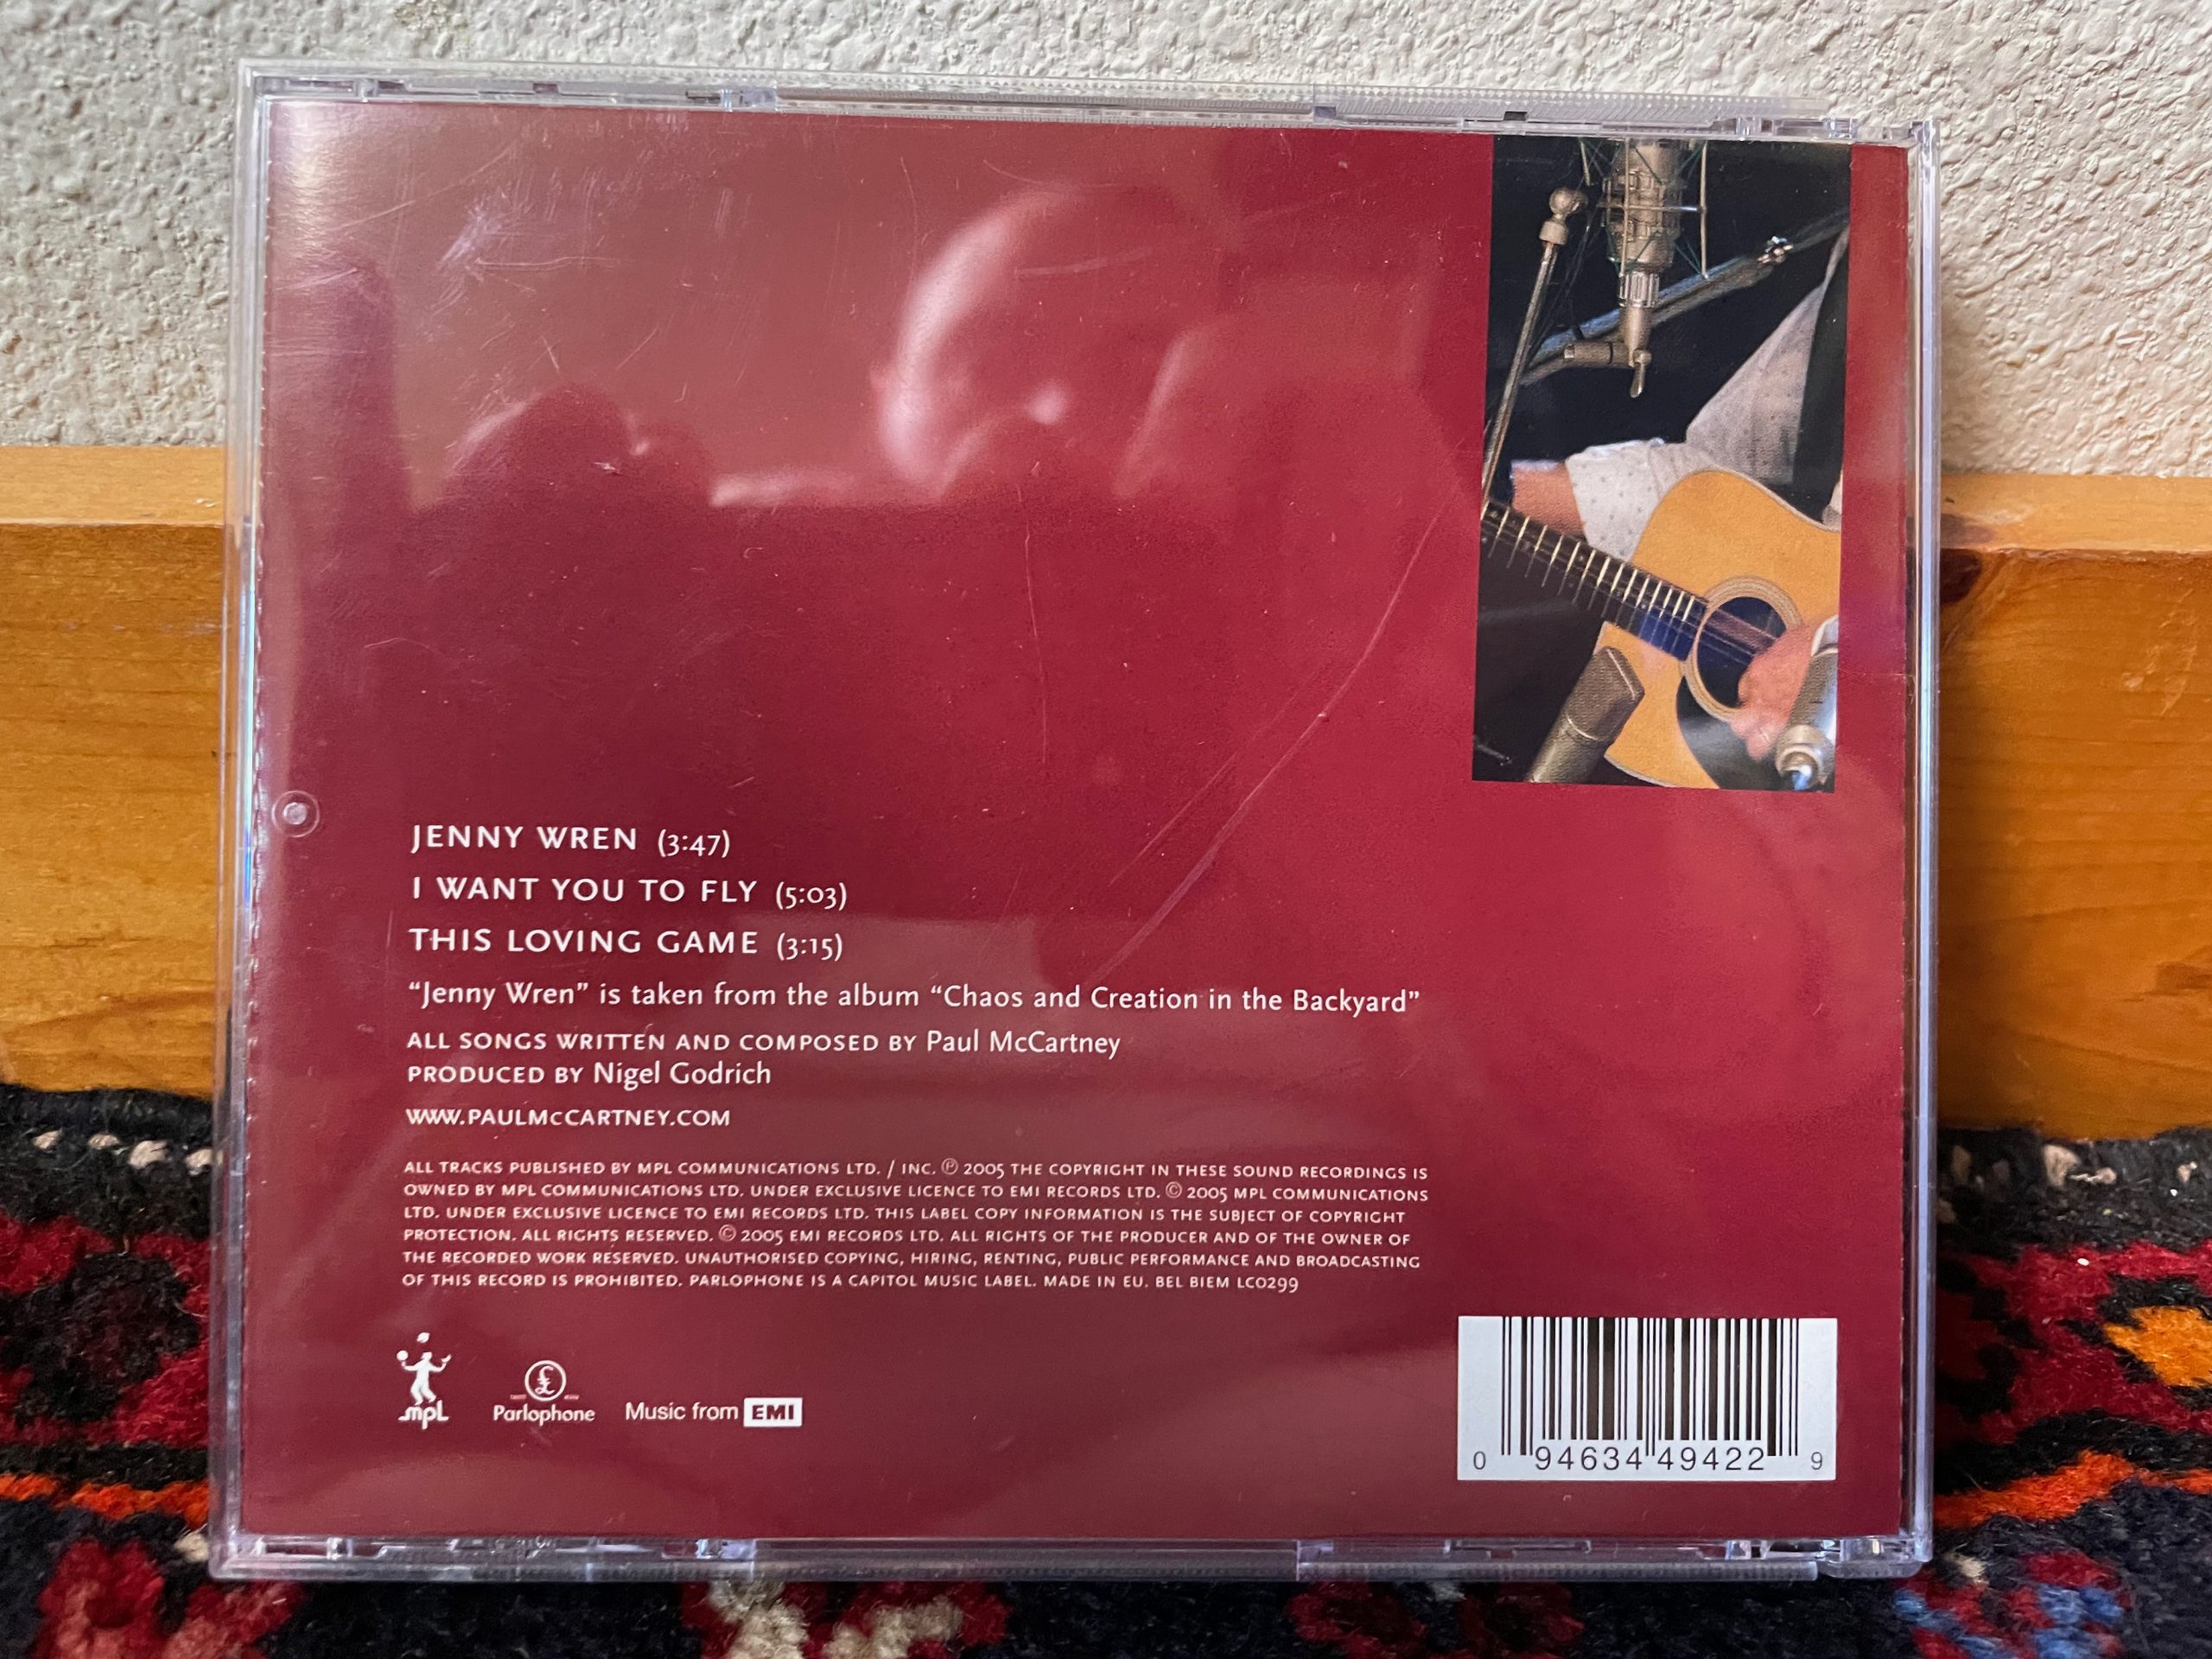 JENNY WREN (3:47)
I WANT YOU TO FLY (5:03)
THIS LOVING GAME (3:15)
“Jenny Wren” is taken from the album “Chaos and Creation in the Backyard”
ALL SONGS WRITTEN AND COMPOSED BY Paul McCartney
PRODUCED BY Nigel Godrich
WWW.PAULMcCARTNEY.COM
ALL TRACKS PUBLISHED BY MPL COMMUNICATIONS LTD. / INC. ℗ 2005 THE COPYRIGHT IN THESE SOUND RECORDINGS IS
OWNED BY MPL COMMUNICATIONS LTD. UNDER EXCLUSIVE LICENCE TO EMI RECORDS LTD. © 2005 MPL COMMUNICATIONS
LTD. UNDER EXCLUSIVE LICENCE TO EMI RECORDS LTD. THIS LABEL COPY INFORMATION IS THE SUBJECT OF COPYRIGHT
PROTECTION. ALL RIGHTS RESERVED. © 2005 EMI RECORDS LTD. ALL RIGHTS OF THE PRODUCER AND OF THE OWNER OF
THE RECORDED WORK RESERVED. UNAUTHORISED COPYING, HIRING, RENTING, PUBLIC PERFORMANCE AND BROADCASTING
OF THIS RECORD IS PROHIBITED. PARLOPHONE IS A CAPITOL MUSIC LABEL. MADE IN EU. BEL BIEM LC0299
mpL
£
Parlophone
Music from EMI
0 94634 49422 9